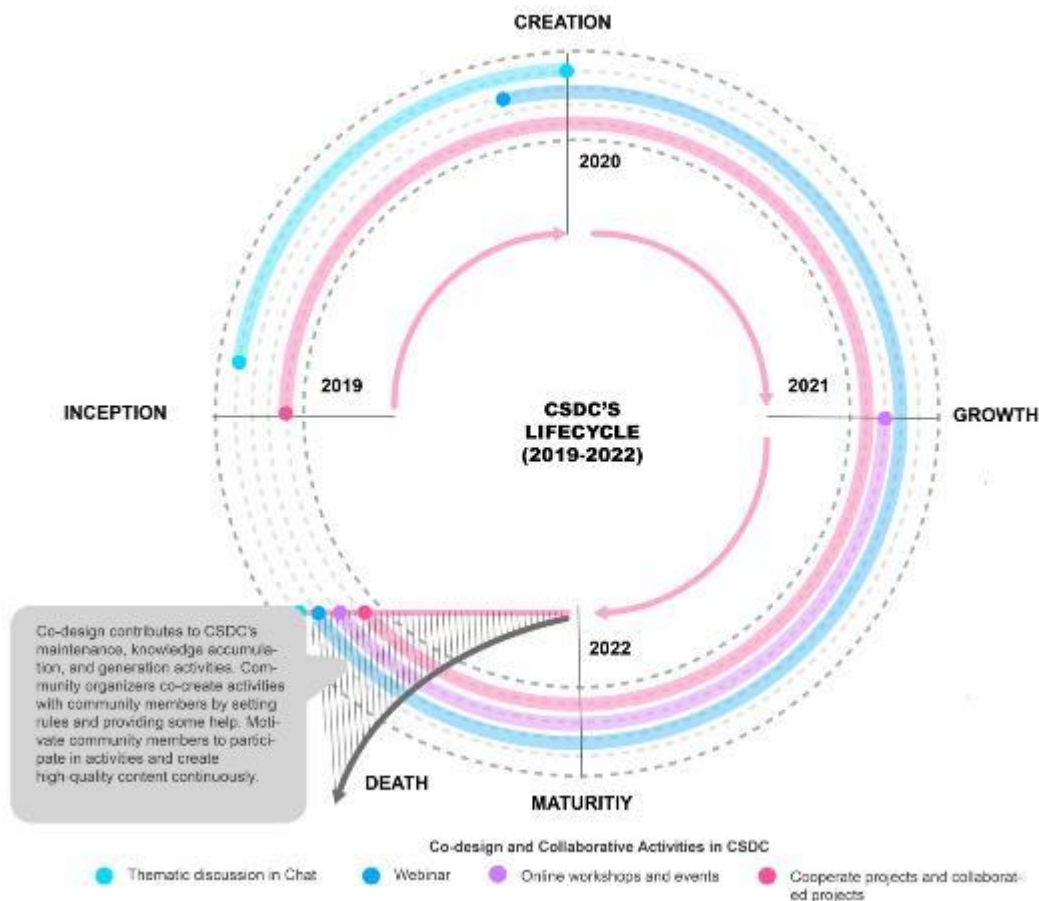 CREATION
2020
2019
2021
INCEPTION
GROWTH
CSDC'S
LIFECYCLE
(2019-2022)
Co-design contributes to CSDC's
maintenance, knowledge accumula-
tion, and generation activities. Com-
munity organizers co-create activities
with community members by setting
rules and providing some help. Moti-
vate community members to partici-
pate in activities and create
high-quality content continuously.
2022
DEATH
MATURITIY
Co-design and Collaborative Activities in CSDC
Thematic discussion in Chat
Webinar
Online workshops and events
Cooperate projects and collaborat-
ed projects